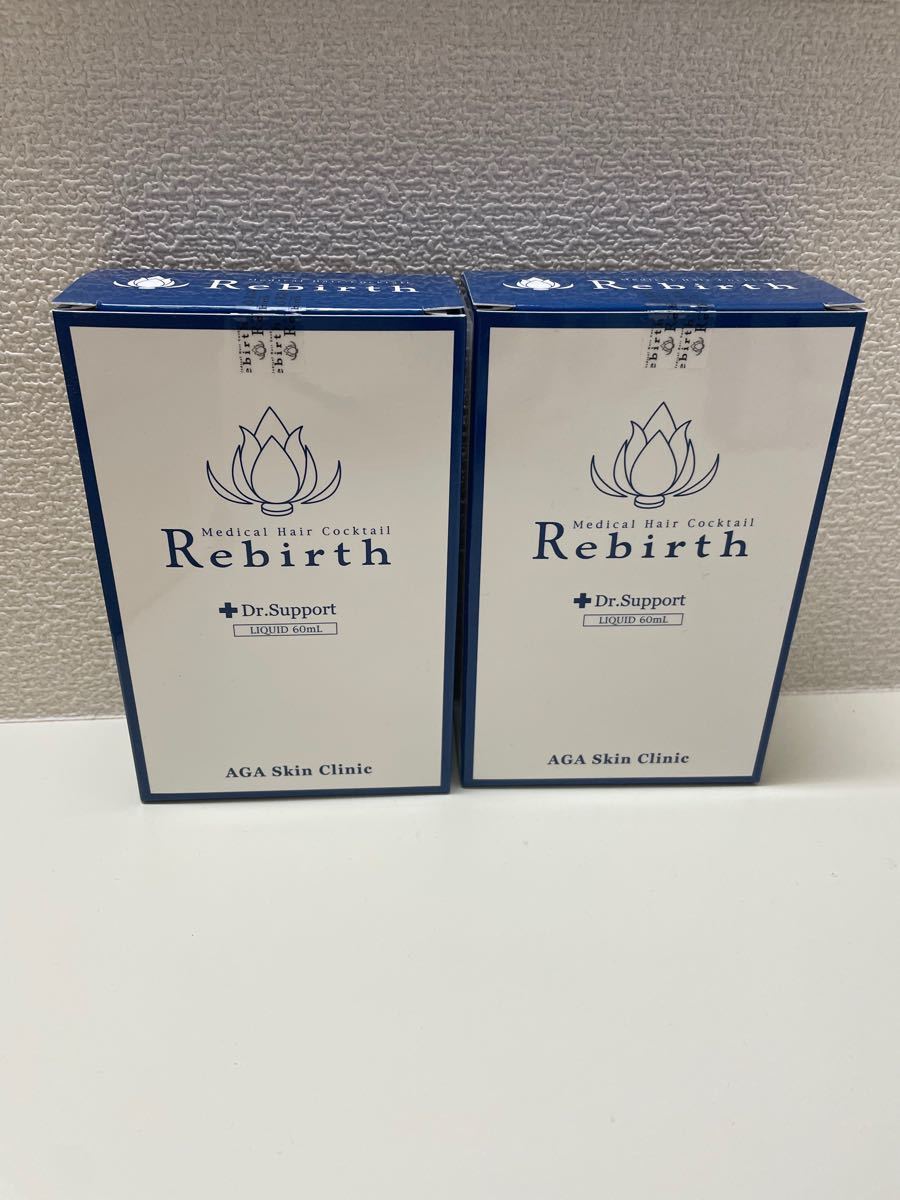 Rebirth
Medical Hair Cocktail
Rebirth
Dr.Support
LIQUID 60mL
AGA Skin Clinic
Rebirth
Medical Hair Cocktail
Rebirth
Dr.Support
LIQUID 60mL
AGA Skin Clinic